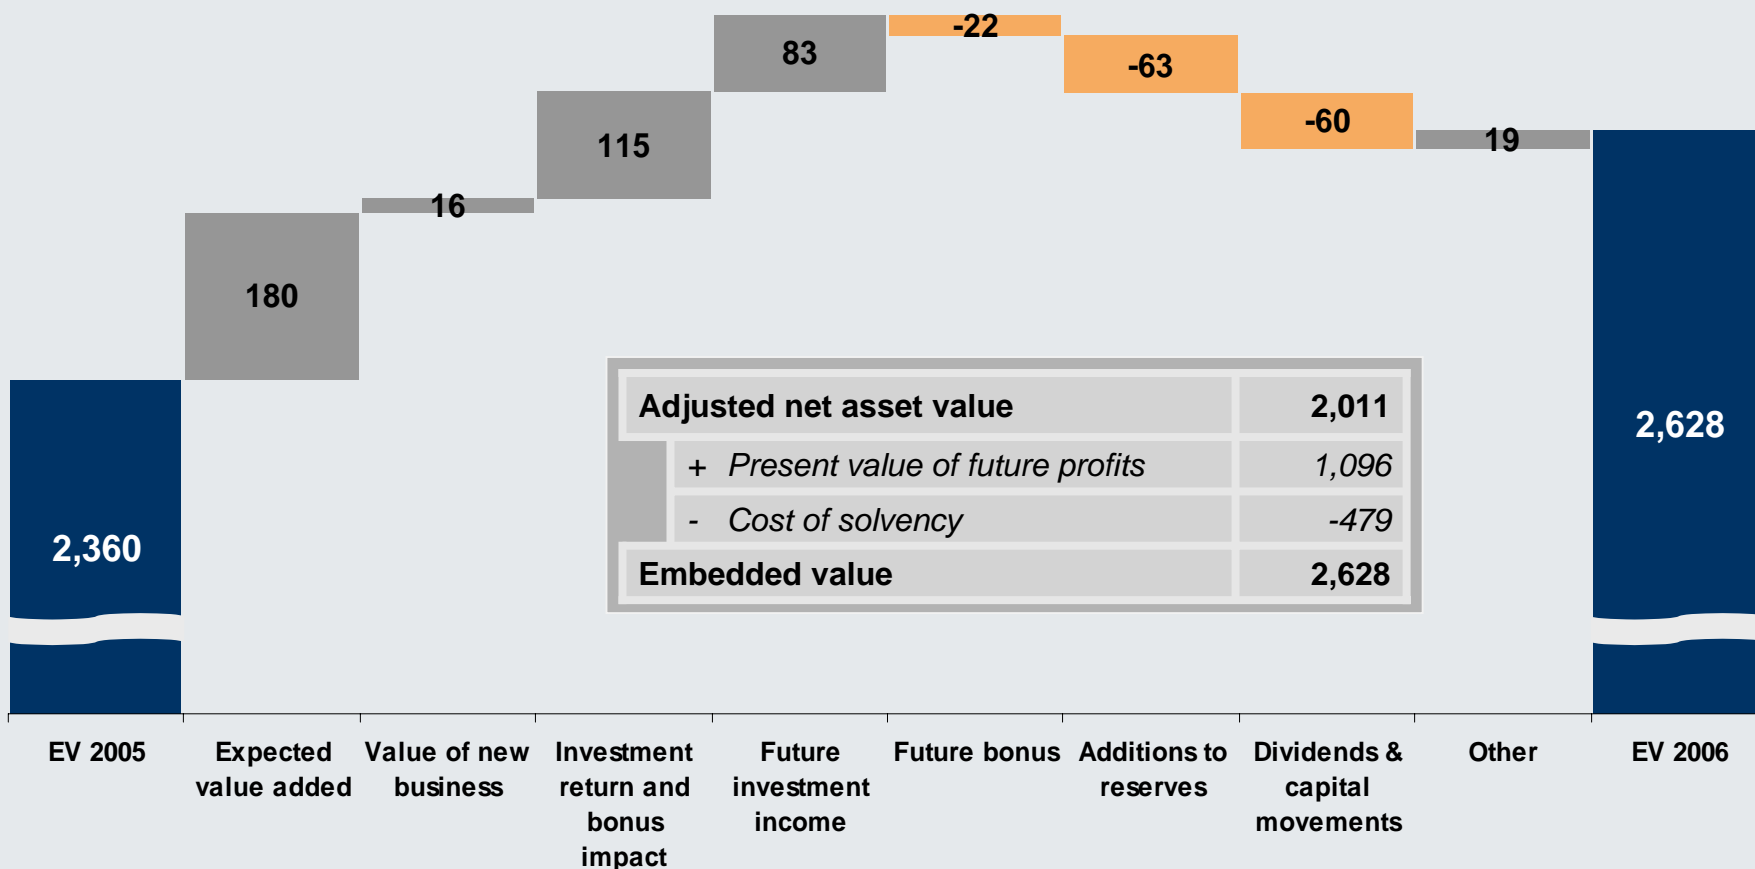 83
-22
-63
115
-60
19
16
180
2,360
2,628
Adjusted net asset value 2,011
+ Present value of future profits 1,096
- Cost of solvency -479
Embedded value 2,628
EV 2005
Expected
value added
Value of new
business
Investment
return and
bonus
impact
Future
investment
income
Future bonus
Additions to
reserves
Dividends &
capital
movements
Other
EV 2006